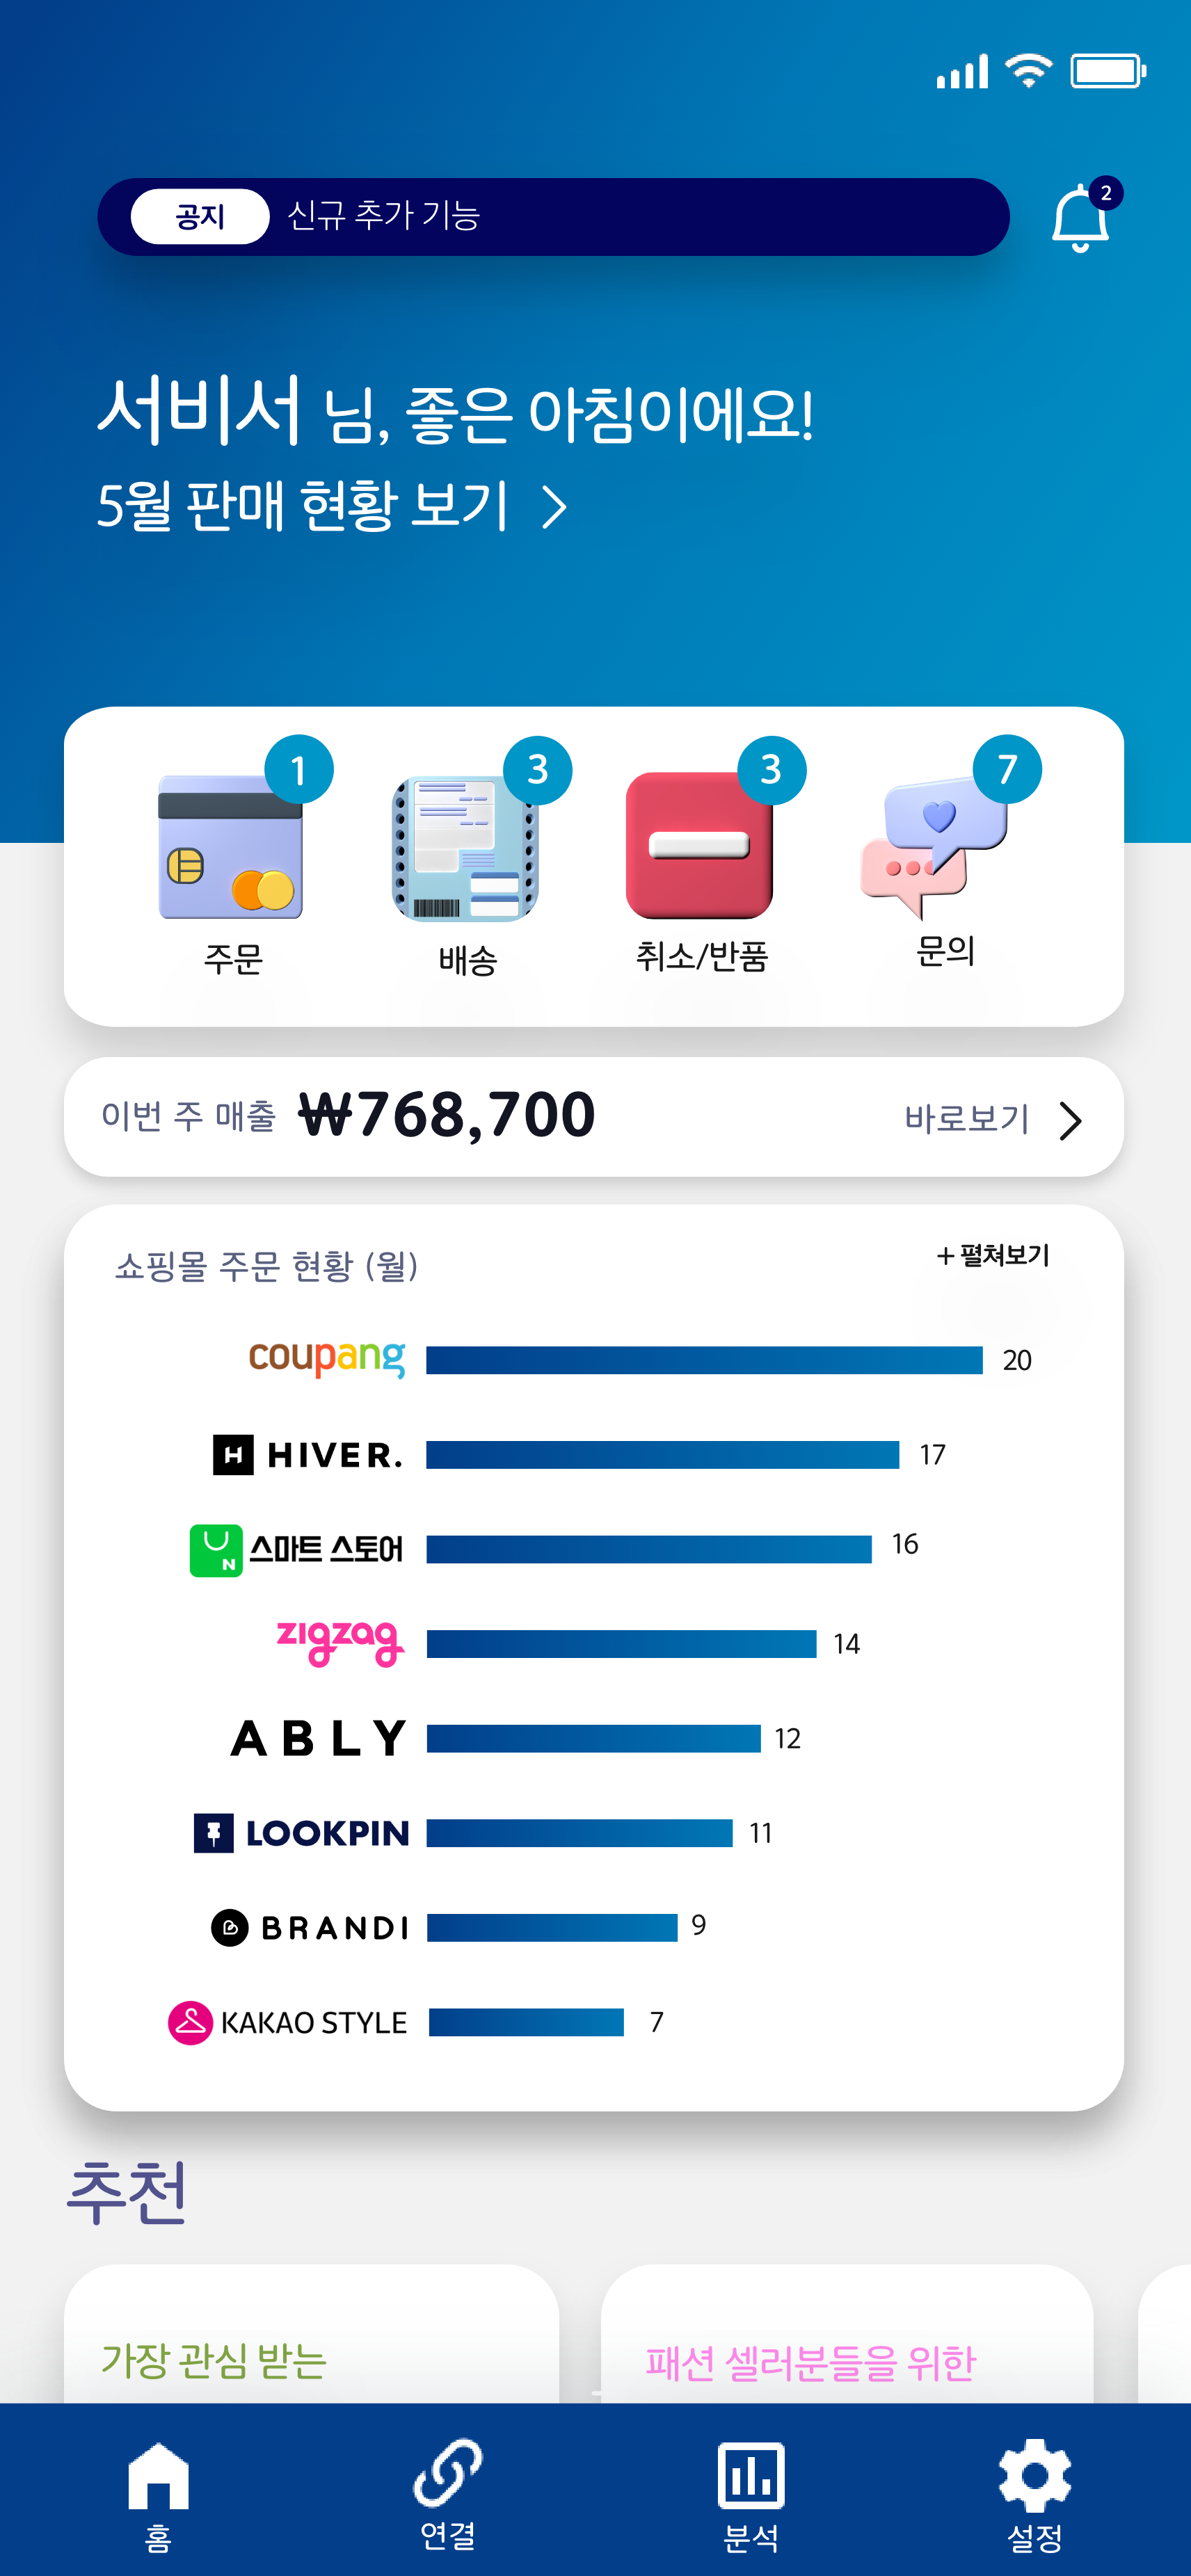 공지 신규 추가 기능
2
서비서 님, 좋은 아침이에요!
5월 판매 현황 보기
1
3
3
7
주문
배송
취소/반품
문의
이번 주 매출 ₩768,700
바로보기
쇼핑몰 주문 현황 (월)
+ 펼쳐보기
coupang 20
H HIVER. 17
N 스마트 스토어 16
zigzag 14
ABLY 12
LOOKPIN 11
BRANDI 9
KAKAO STYLE 7
추천
가장 관심 받는
패션 셀러분들을 위한
홈
연결
분석
설정